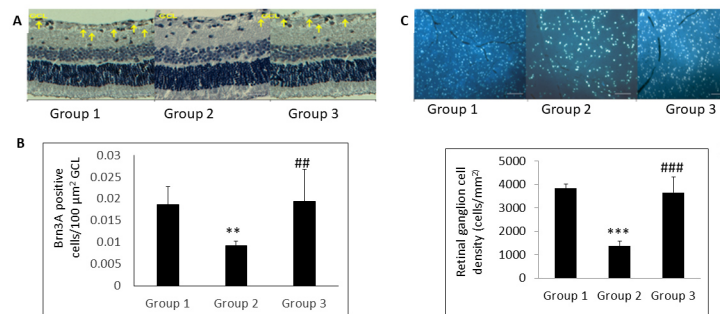 A
Group 1 Group 2 Group 3
B
Brn3A positive
cells/100 µm² GCL
0.03
0.025
0.02
0.015
0.01
0.005
0
**
##
Group 1 Group 2 Group 3
C
Group 1 Group 2 Group 3
Retinal ganglion cell
density (cells/mm²)
5000
4000
3000
2000
1000
0
***
###
Group 1 Group 2 Group 3